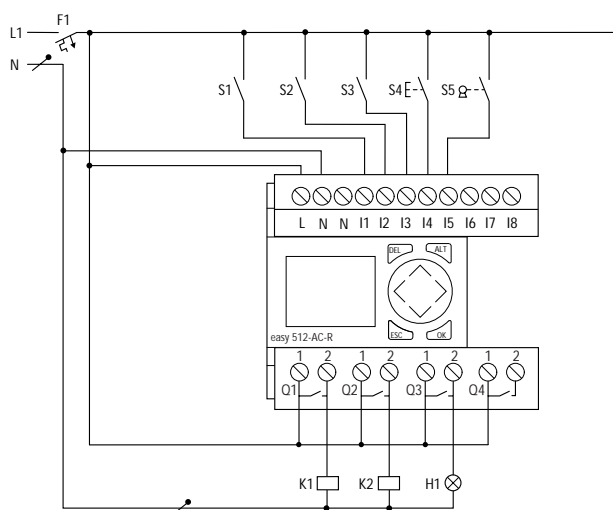 L1 F1
N
S1 S2 S3 S4 S5
L N N I1 I2 I3 I4 I5 I6 I7 I8
DEL ALT
ESC OK
easy 512-AC-R
1 2 1 2 1 2 1 2
Q1 Q2 Q3 Q4
K1 K2 H1